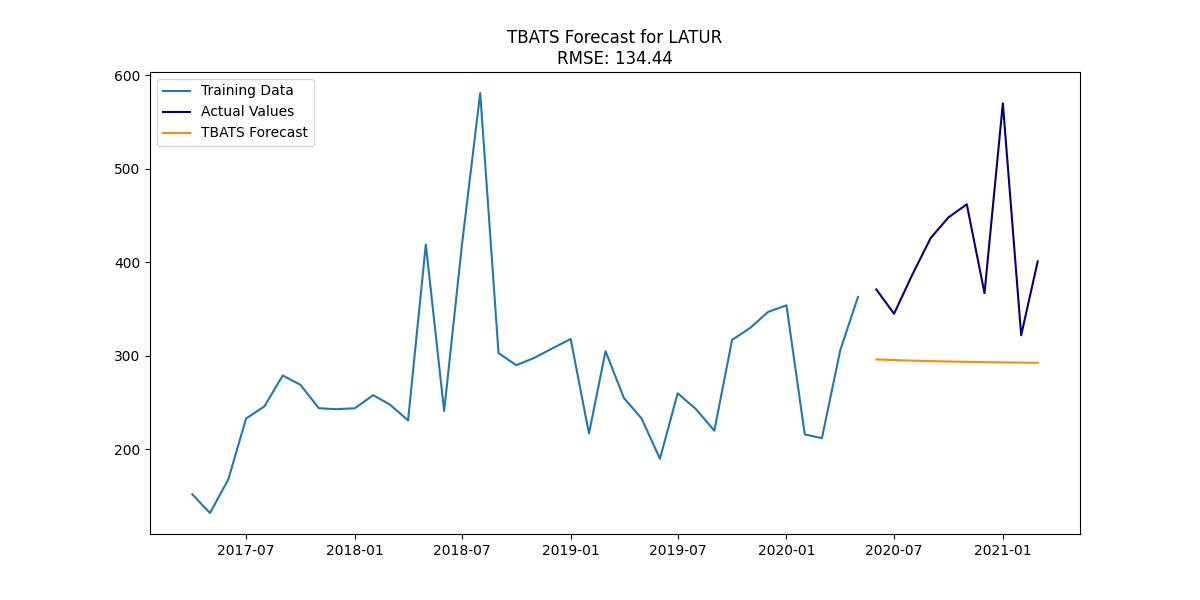 TBATS Forecast for LATUR
RMSE: 134.44
Training Data
Actual Values
TBATS Forecast
600
500
400
300
200
2017-07 2018-01 2018-07 2019-01 2019-07 2020-01 2020-07 2021-01